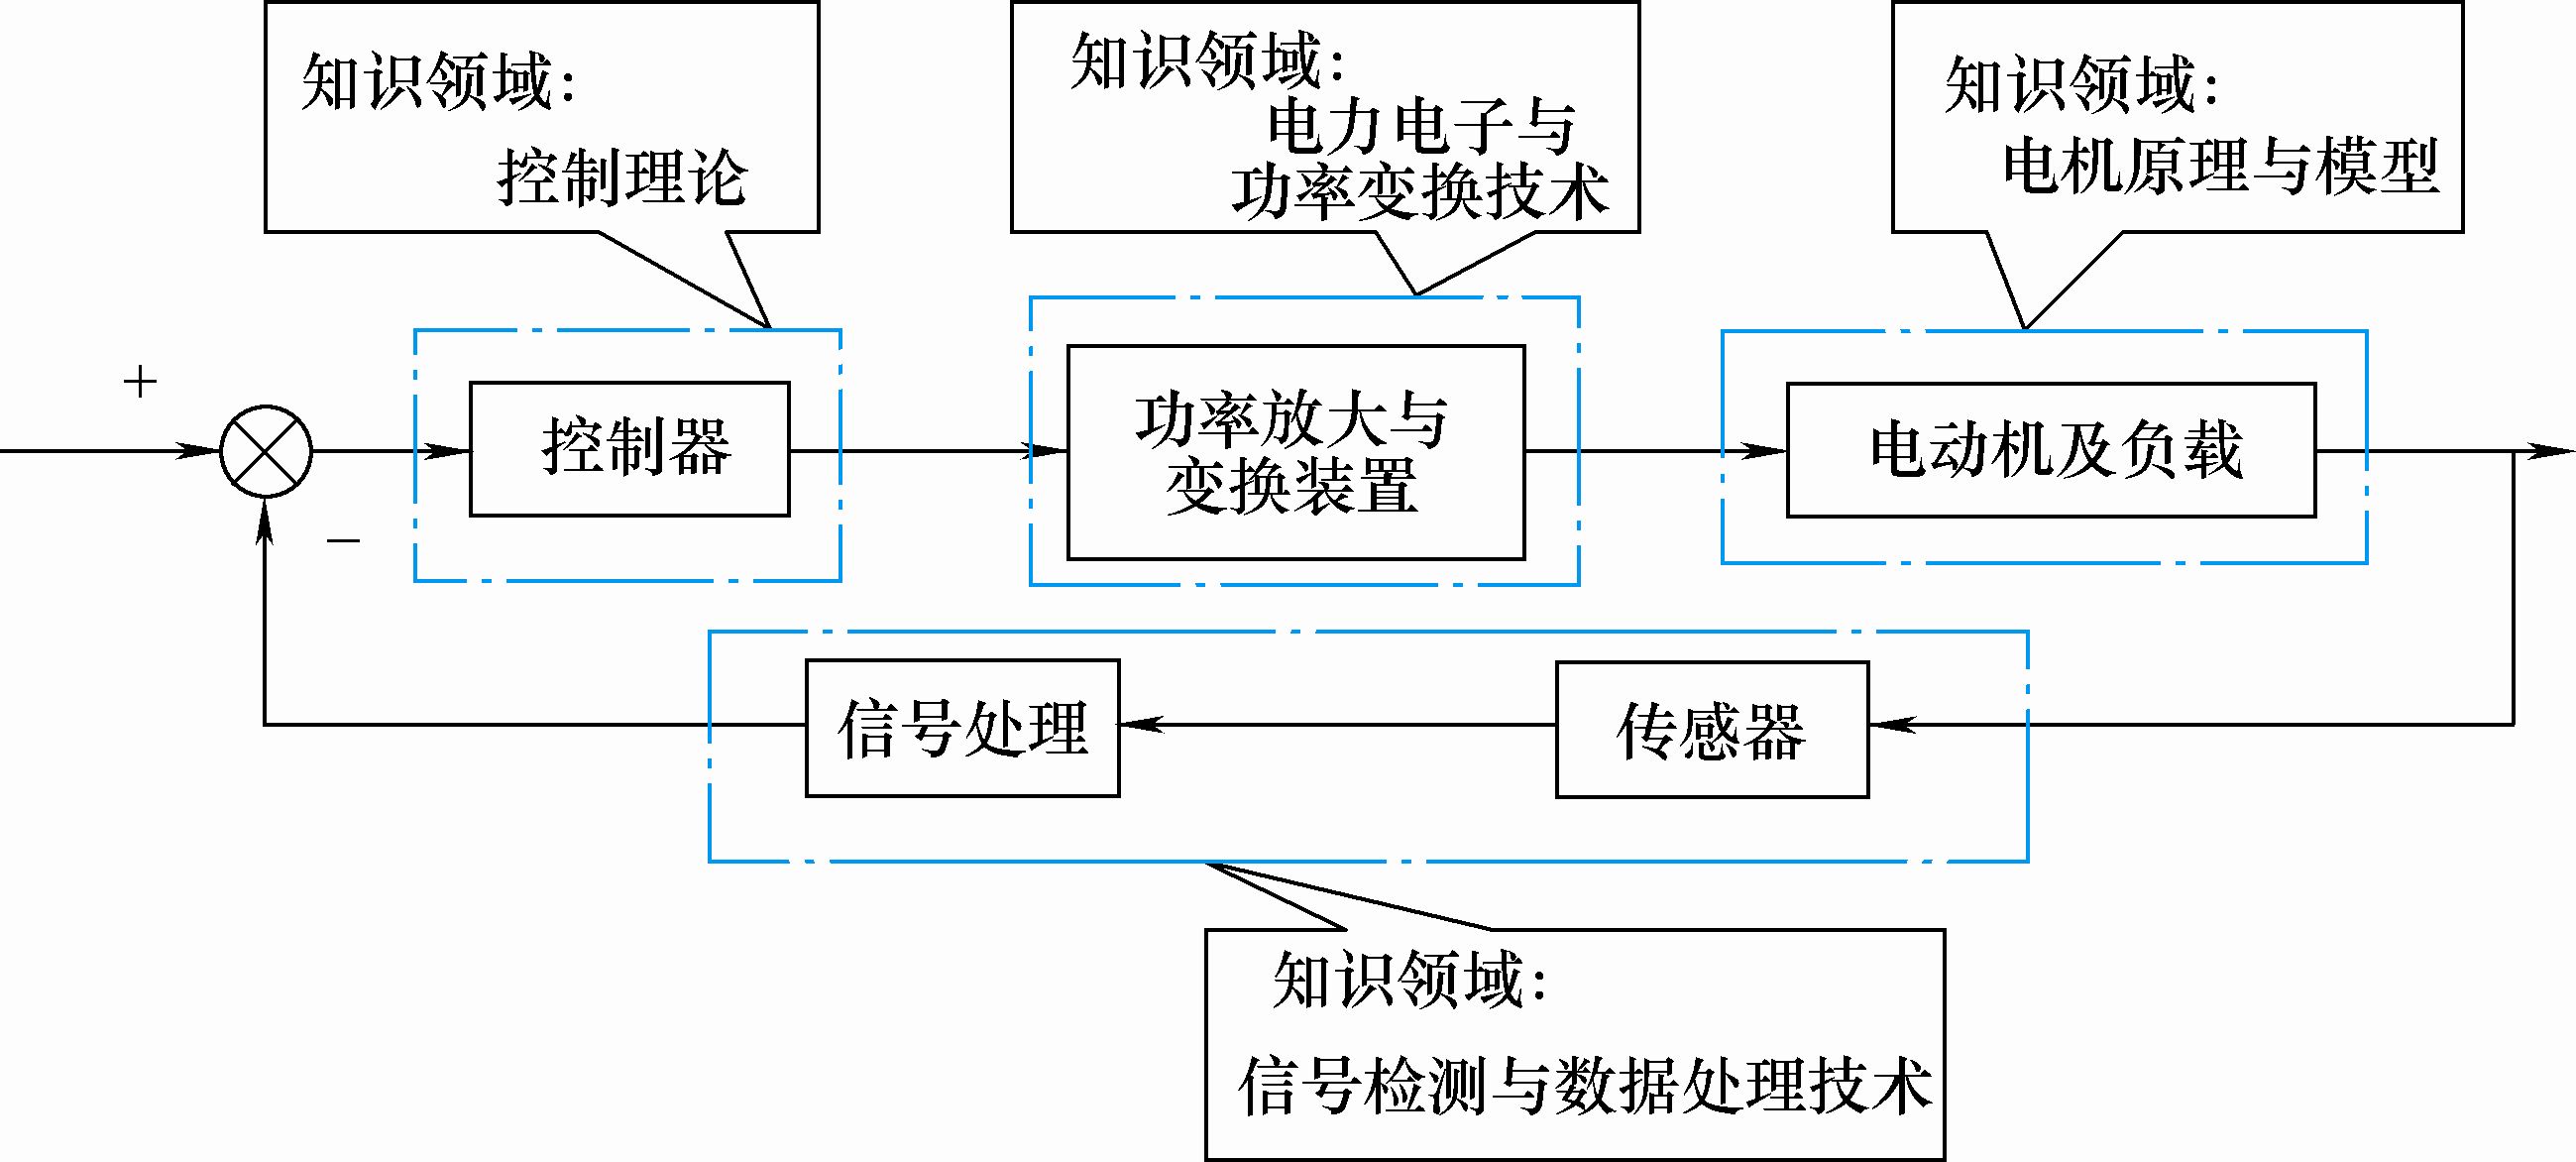 知识领域：
控制理论
知识领域：
电力电子与
功率变换技术
知识领域：
电机原理与模型
+
控制器
功率放大与
变换装置
电动机及负载
−
信号处理
传感器
知识领域：
信号检测与数据处理技术